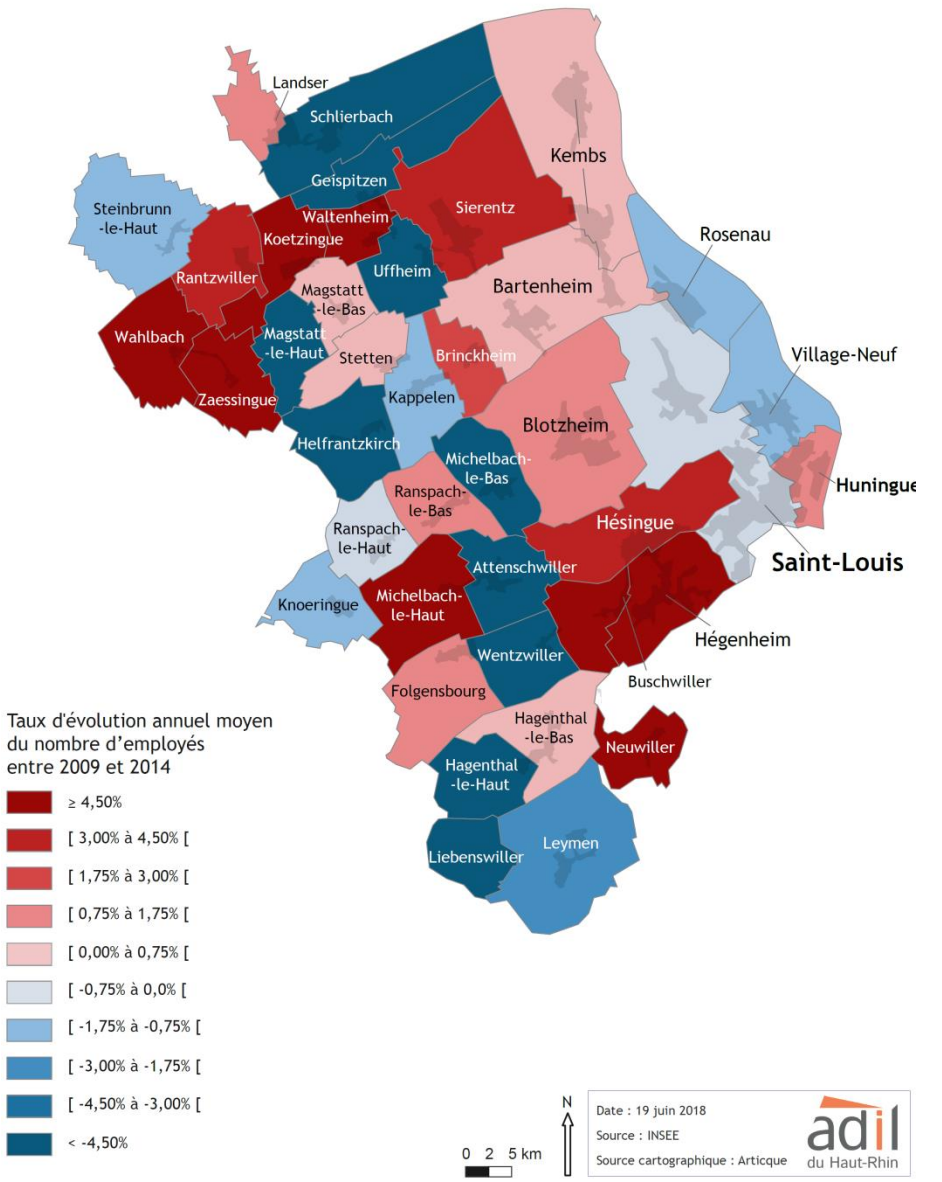 Landser
Schlierbach
Kembs
Geispitzen
Steinbrunn
-le-Haut
Waltenheim
Sierentz
Koetzingue
Rosenau
Uffheim
Rantzwiller
Magstatt
-le-Bas
Bartenheim
Wahlbach
Magstatt
-le-Haut
Stetten
Brinckheim
Village-Neuf
Zaessingue
Kappelen
Blotzheim
Helfrantzkirch
Michelbach-
le-Bas
Ranspach-
le-Bas
Huningue
Hésingue
Ranspach-
le-Haut
Saint-Louis
Attenschwiller
Knoeringue
Michelbach-
le-Haut
Hégenheim
Wentzwiller
Buschwiller
Folgensbourg
Hagenthal
-le-Bas
Neuwiller
Hagenthal
-le-Haut
Leymen
Liebenswiller
Taux d'évolution annuel moyen
du nombre d’employés
entre 2009 et 2014
≥ 4,50%
[ 3,00% à 4,50% [
[ 1,75% à 3,00% [
[ 0,75% à 1,75% [
[ 0,00% à 0,75% [
[ -0,75% à 0,0% [
[ -1,75% à -0,75% [
[ -3,00% à -1,75% [
[ -4,50% à -3,00% [
< -4,50%
0 2 5 km
N
Date : 19 juin 2018
Source : INSEE
Source cartographique : Articque
adil
du Haut-Rhin